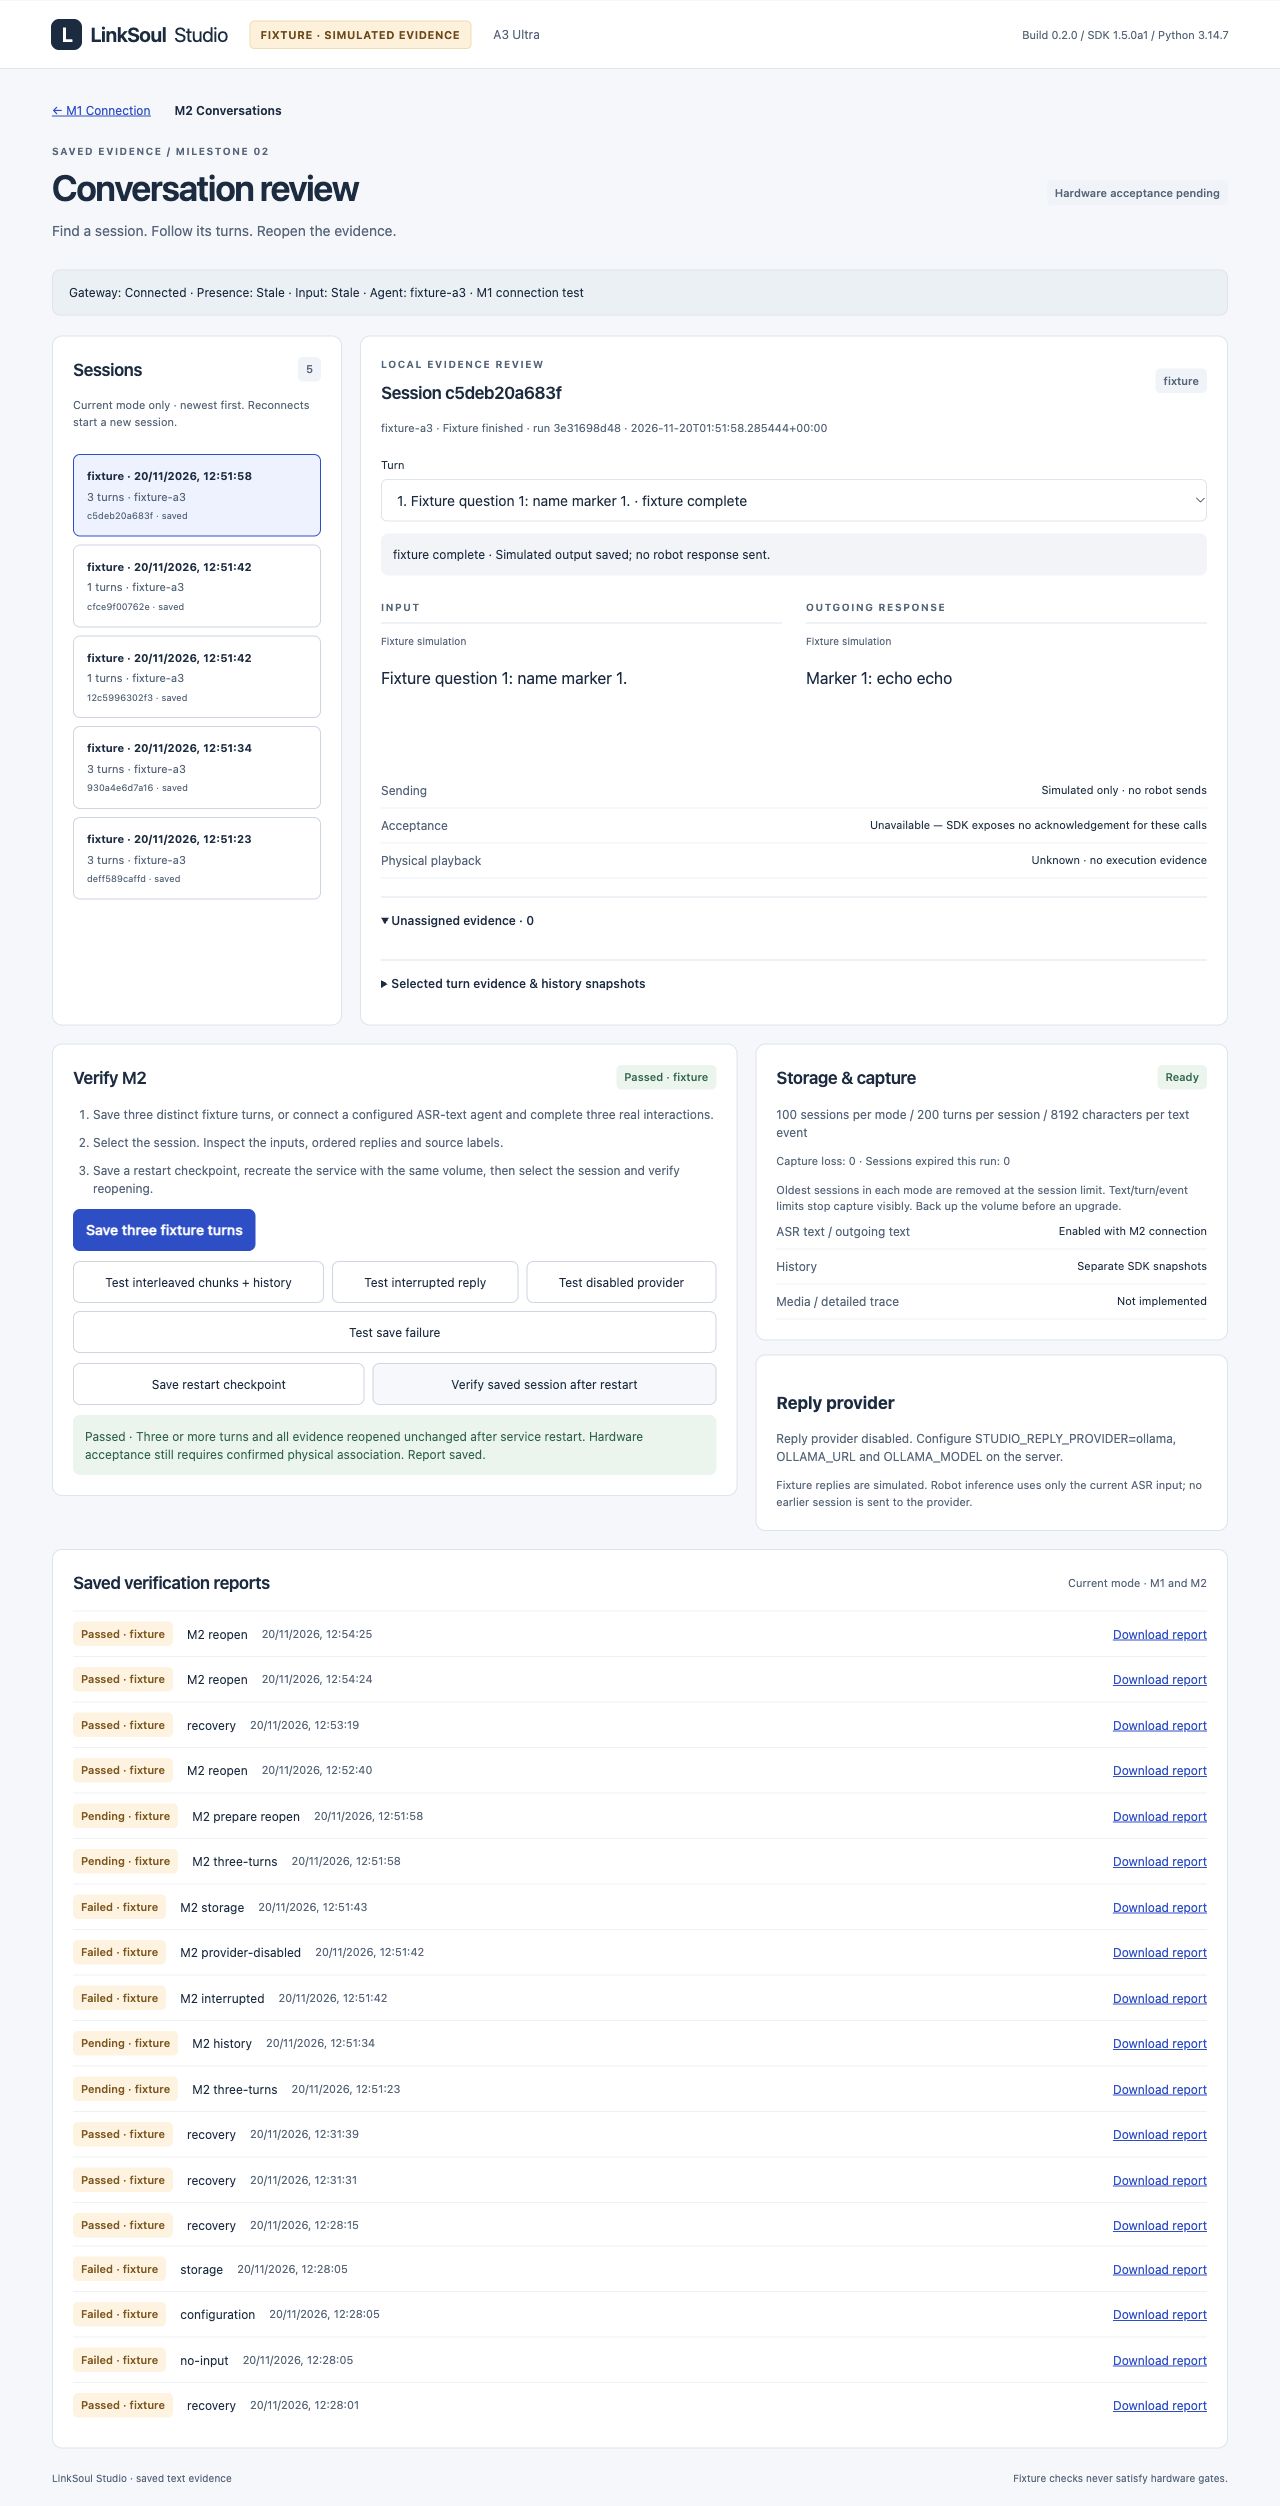 L LinkSoul Studio FIXTURE · SIMULATED EVIDENCE A3 Ultra Build 0.2.0 / SDK 1.5.0a1 / Python 3.14.7
← M1 Connection M2 Conversations
SAVED EVIDENCE / MILESTONE 02
Conversation review
Hardware acceptance pending
Find a session. Follow its turns. Reopen the evidence.
Gateway: Connected · Presence: Stale · Input: Stale · Agent: fixture-a3 · M1 connection test
Sessions 5
Current mode only · newest first. Reconnects
start a new session.
fixture · 20/11/2026, 12:51:58
3 turns · fixture-a3
c5deb20a683f · saved
fixture · 20/11/2026, 12:51:42
1 turns · fixture-a3
cfce9f00762e · saved
fixture · 20/11/2026, 12:51:42
1 turns · fixture-a3
12c5996302f3 · saved
fixture · 20/11/2026, 12:51:34
3 turns · fixture-a3
930a4e6d7a16 · saved
fixture · 20/11/2026, 12:51:23
3 turns · fixture-a3
deff589caffd · saved
LOCAL EVIDENCE REVIEW
Session c5deb20a683f
fixture
fixture-a3 · Fixture finished · run 3e31698d48 · 2026-11-20T01:51:58.285444+00:00
Turn
1. Fixture question 1: name marker 1. · fixture complete
fixture complete · Simulated output saved; no robot response sent.
INPUT
Fixture simulation
Fixture question 1: name marker 1.
OUTGOING RESPONSE
Fixture simulation
Marker 1: echo echo
Sending Simulated only · no robot sends
Acceptance Unavailable — SDK exposes no acknowledgement for these calls
Physical playback Unknown · no execution evidence
▼ Unassigned evidence · 0
▶ Selected turn evidence & history snapshots
Verify M2 Passed · fixture
1. Save three distinct fixture turns, or connect a configured ASR-text agent and complete three real interactions.
2. Select the session. Inspect the inputs, ordered replies and source labels.
3. Save a restart checkpoint, recreate the service with the same volume, then select the session and verify
reopening.
Save three fixture turns
Test interleaved chunks + history Test interrupted reply Test disabled provider
Test save failure
Save restart checkpoint Verify saved session after restart
Passed · Three or more turns and all evidence reopened unchanged after service restart. Hardware
acceptance still requires confirmed physical association. Report saved.
Storage & capture Ready
100 sessions per mode / 200 turns per session / 8192 characters per text
event
Capture loss: 0 · Sessions expired this run: 0
Oldest sessions in each mode are removed at the session limit. Text/turn/event
limits stop capture visibly. Back up the volume before an upgrade.
ASR text / outgoing text Enabled with M2 connection
History Separate SDK snapshots
Media / detailed trace Not implemented
Reply provider
Reply provider disabled. Configure STUDIO_REPLY_PROVIDER=ollama,
OLLAMA_URL and OLLAMA_MODEL on the server.
Fixture replies are simulated. Robot inference uses only the current ASR input; no
earlier session is sent to the provider.
Saved verification reports Current mode · M1 and M2
Passed · fixture M2 reopen 20/11/2026, 12:54:25 Download report
Passed · fixture M2 reopen 20/11/2026, 12:54:24 Download report
Passed · fixture recovery 20/11/2026, 12:53:19 Download report
Passed · fixture M2 reopen 20/11/2026, 12:52:40 Download report
Pending · fixture M2 prepare reopen 20/11/2026, 12:51:58 Download report
Pending · fixture M2 three-turns 20/11/2026, 12:51:58 Download report
Failed · fixture M2 storage 20/11/2026, 12:51:43 Download report
Failed · fixture M2 provider-disabled 20/11/2026, 12:51:42 Download report
Failed · fixture M2 interrupted 20/11/2026, 12:51:42 Download report
Pending · fixture M2 history 20/11/2026, 12:51:34 Download report
Pending · fixture M2 three-turns 20/11/2026, 12:51:23 Download report
Passed · fixture recovery 20/11/2026, 12:31:39 Download report
Passed · fixture recovery 20/11/2026, 12:31:31 Download report
Passed · fixture recovery 20/11/2026, 12:28:15 Download report
Failed · fixture storage 20/11/2026, 12:28:05 Download report
Failed · fixture configuration 20/11/2026, 12:28:05 Download report
Failed · fixture no-input 20/11/2026, 12:28:05 Download report
Passed · fixture recovery 20/11/2026, 12:28:01 Download report
LinkSoul Studio · saved text evidence Fixture checks never satisfy hardware gates.